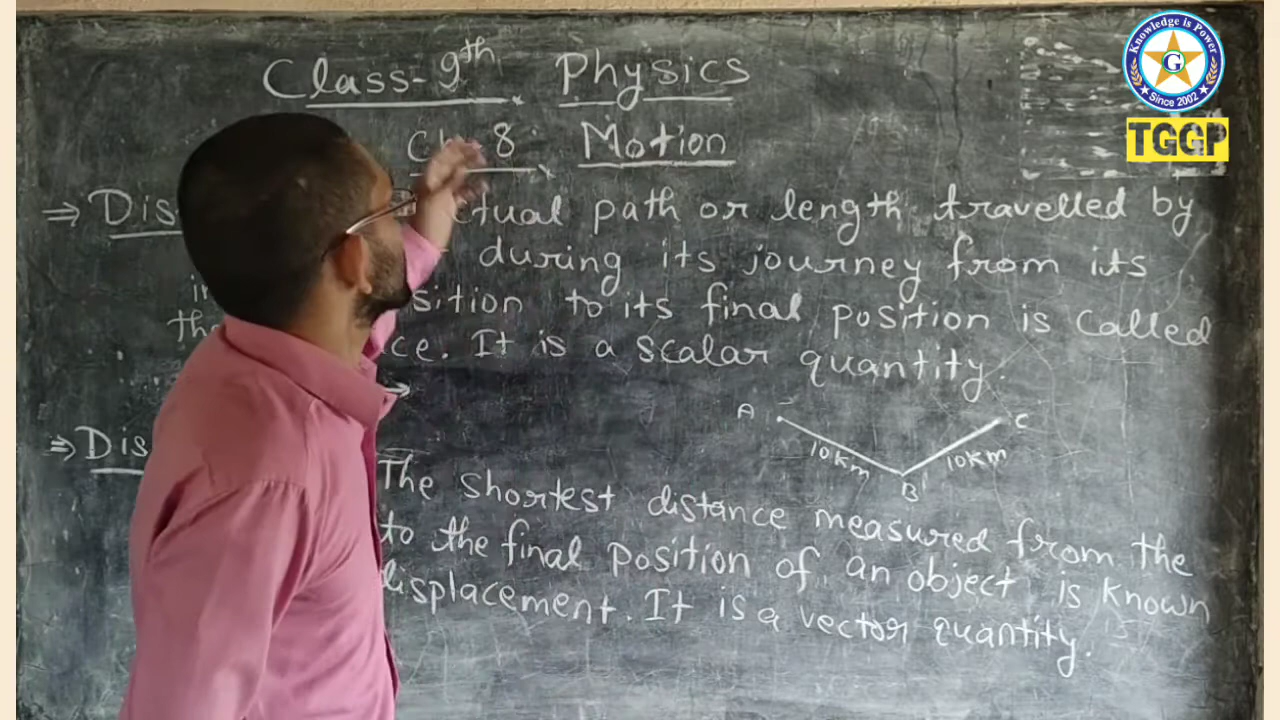 Knowledge is Power
G
Since 2002
TGGP
Class-9th Physics
8 Motion
⇒ Dis ctual path or length travelled by
during its journey from its
in sition to its final position is called
the ce. It is a scalar quantity.
A C
10Km 10Km
B
⇒ Dis
The shortest distance measured from the
to the final position of an object is known
displacement. It is a vector quantity.